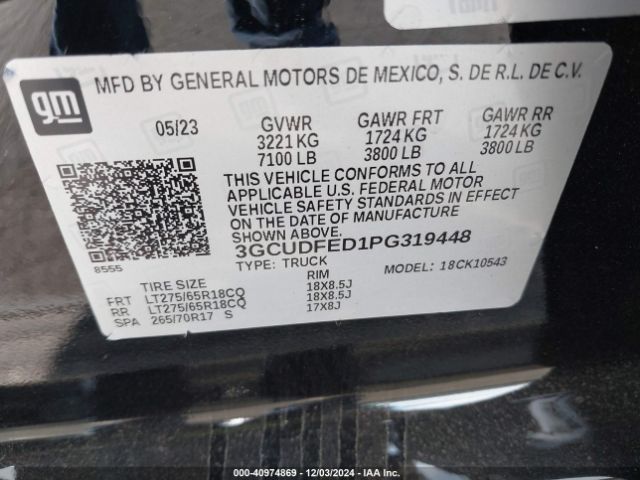 gm
MFD BY GENERAL MOTORS DE MEXICO, S. DE R.L. DE C.V.
05/23 GVWR GAWR FRT GAWR RR
3221 KG 1724 KG 1724 KG
7100 LB 3800 LB 3800 LB
THIS VEHICLE CONFORMS TO ALL
APPLICABLE U.S. FEDERAL MOTOR
VEHICLE SAFETY STANDARDS IN EFFECT
ON THE DATE OF MANUFACTURE
SHOWN ABOVE.
3GCUDFED1PG319448
8555 TYPE: TRUCK MODEL: 18CK10543
TIRE SIZE RIM
FRT LT275/65R18CQ 18X8.5J
RR LT275/65R18CQ 18X8.5J
SPA 265/70R17 S 17X8J
000-40974869 - 12/03/2024 - IAA Inc.